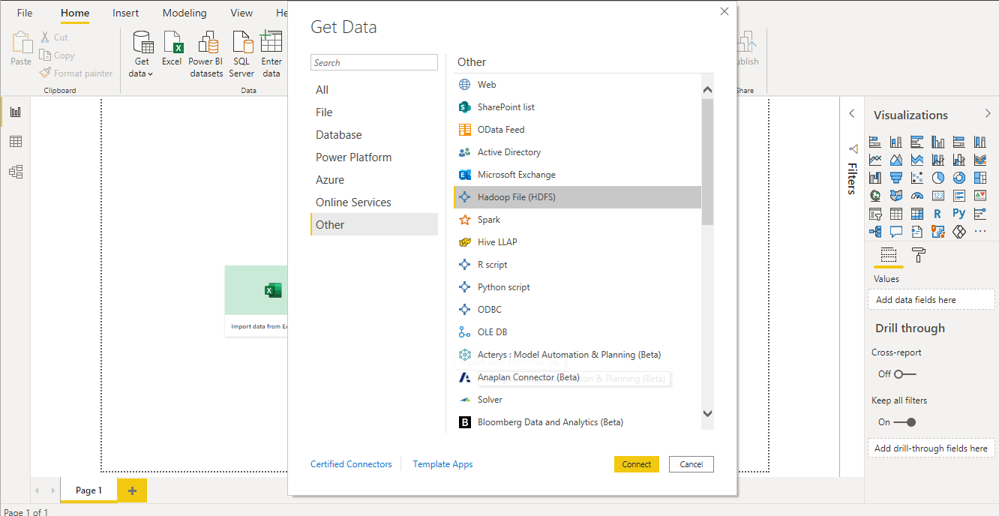 File
Home
Insert
Modeling
View
He
Paste
Cut
Copy
Format painter
Clipboard
Get data
Excel
Power BI datasets
SQL Server
Enter data
Data
ublish
Share
Get Data
Search
All
File
Database
Power Platform
Azure
Online Services
Other
Other
Web
SharePoint list
OData Feed
Active Directory
Microsoft Exchange
Hadoop File (HDFS)
Spark
Hive LLAP
R script
Python script
ODBC
OLE DB
Acterys : Model Automation & Planning (Beta)
Anaplan Connector (Beta)
Solver
Bloomberg Data and Analytics (Beta)
Certified Connectors
Template Apps
Connect
Cancel
Import data from Ex
Filters
Visualizations
123
R
Py
Values
Add data fields here
Drill through
Cross-report
Off
Keep all filters
On
Add drill-through fields here
Page 1
Page 1 of 1